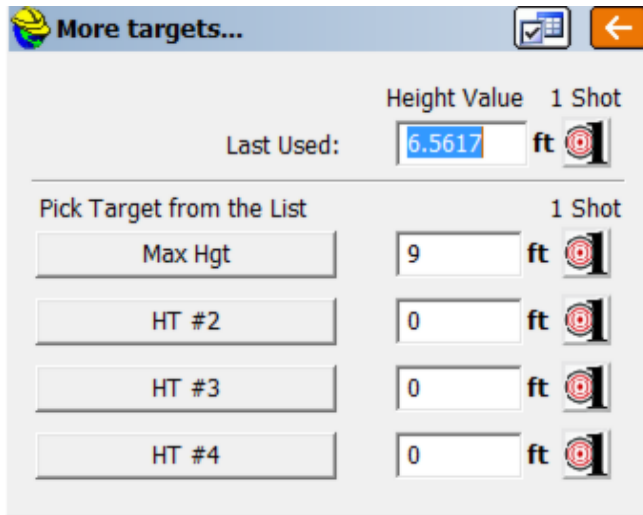 More targets...
Height Value 1 Shot
Last Used: 6.5617 ft
Pick Target from the List 1 Shot
Max Hgt 9 ft
HT #2 0 ft
HT #3 0 ft
HT #4 0 ft